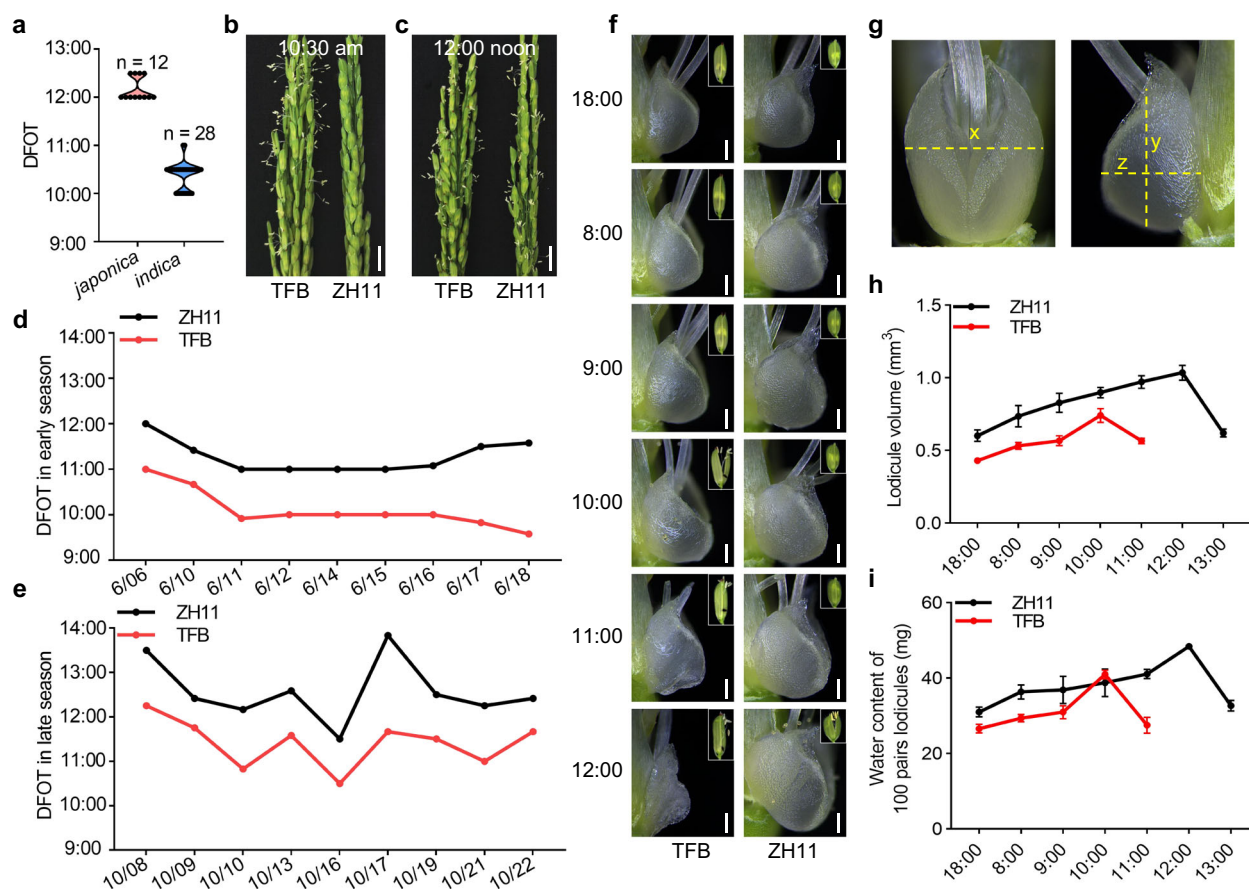 a
13:00
12:00
11:00
10:00
9:00
DFOT
n = 12
n = 28
japonica
indica
b
10:30 am
TFB ZH11
c
12:00 noon
TFB ZH11
d
ZH11
TFB
14:00
13:00
12:00
11:00
10:00
9:00
DFOT in early season
6/06 6/10 6/11 6/12 6/14 6/15 6/16 6/17 6/18
e
ZH11
TFB
14:00
13:00
12:00
11:00
10:00
9:00
DFOT in late season
10/08 10/09 10/10 10/13 10/16 10/17 10/19 10/21 10/22
f
18:00
8:00
9:00
10:00
11:00
12:00
TFB ZH11
g
x
y
z
h
ZH11
TFB
1.5
1.0
0.5
0.0
Lodicule volume (mm³)
18:00 8:00 9:00 10:00 11:00 12:00 13:00
i
ZH11
TFB
60
40
20
0
Water content of
100 pairs lodicules (mg)
18:00 8:00 9:00 10:00 11:00 12:00 13:00